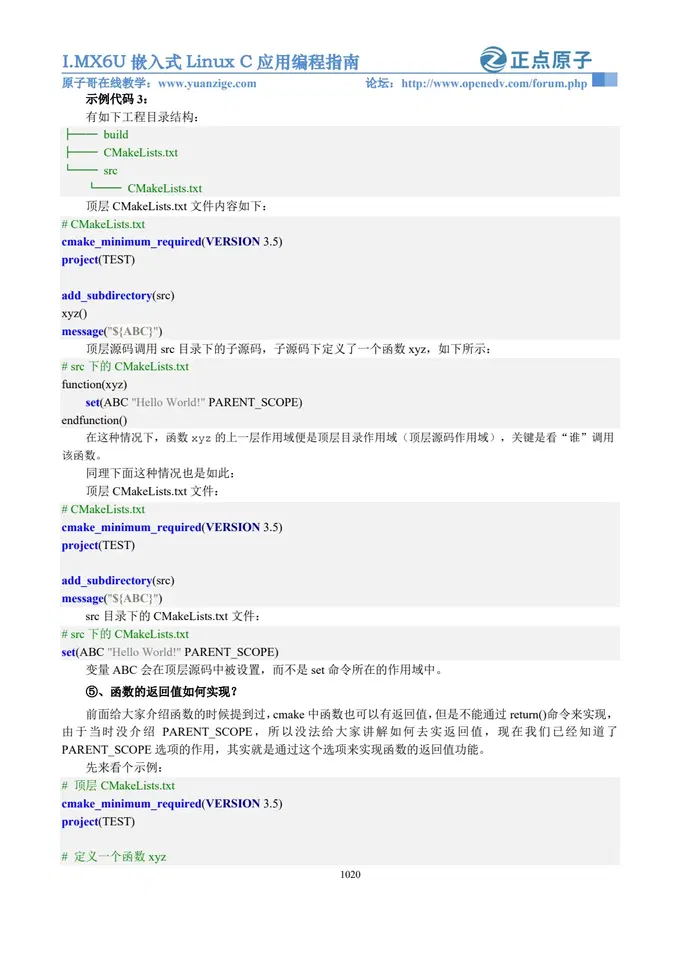 I.MX6U 嵌入式 Linux C 应用编程指南
正点原子
原子哥在线教学：www.yuanzige.com 论坛：http://www.openedv.com/forum.php
示例代码 3：
有如下工程目录结构：
├── build
├── CMakeLists.txt
└── src
└── CMakeLists.txt
顶层 CMakeLists.txt 文件内容如下：
# CMakeLists.txt
cmake_minimum_required(VERSION 3.5)
project(TEST)
add_subdirectory(src)
xyz()
message("${ABC}")
顶层源码调用 src 目录下的子源码，子源码下定义了一个函数 xyz，如下所示：
# src 下的 CMakeLists.txt
function(xyz)
set(ABC "Hello World!" PARENT_SCOPE)
endfunction()
在这种情况下，函数 xyz 的上一层作用域便是顶层目录作用域（顶层源码作用域），关键是看“谁”调用
该函数。
同理下面这种情况也是如此：
顶层 CMakeLists.txt 文件：
# CMakeLists.txt
cmake_minimum_required(VERSION 3.5)
project(TEST)
add_subdirectory(src)
message("${ABC}")
src 目录下的 CMakeLists.txt 文件：
# src 下的 CMakeLists.txt
set(ABC "Hello World!" PARENT_SCOPE)
变量 ABC 会在顶层源码中被设置，而不是 set 命令所在的作用域中。
⑤、函数的返回值如何实现？
前面给大家介绍函数的时候提到过，cmake 中函数也可以有返回值，但是不能通过 return()命令来实现，
由于当时没介绍 PARENT_SCOPE，所以没法给大家讲解如何去实返回值，现在我们已经知道了
PARENT_SCOPE 选项的作用，其实就是通过这个选项来实现函数的返回值功能。
先来看个示例：
# 顶层 CMakeLists.txt
cmake_minimum_required(VERSION 3.5)
project(TEST)
# 定义一个函数 xyz
1020